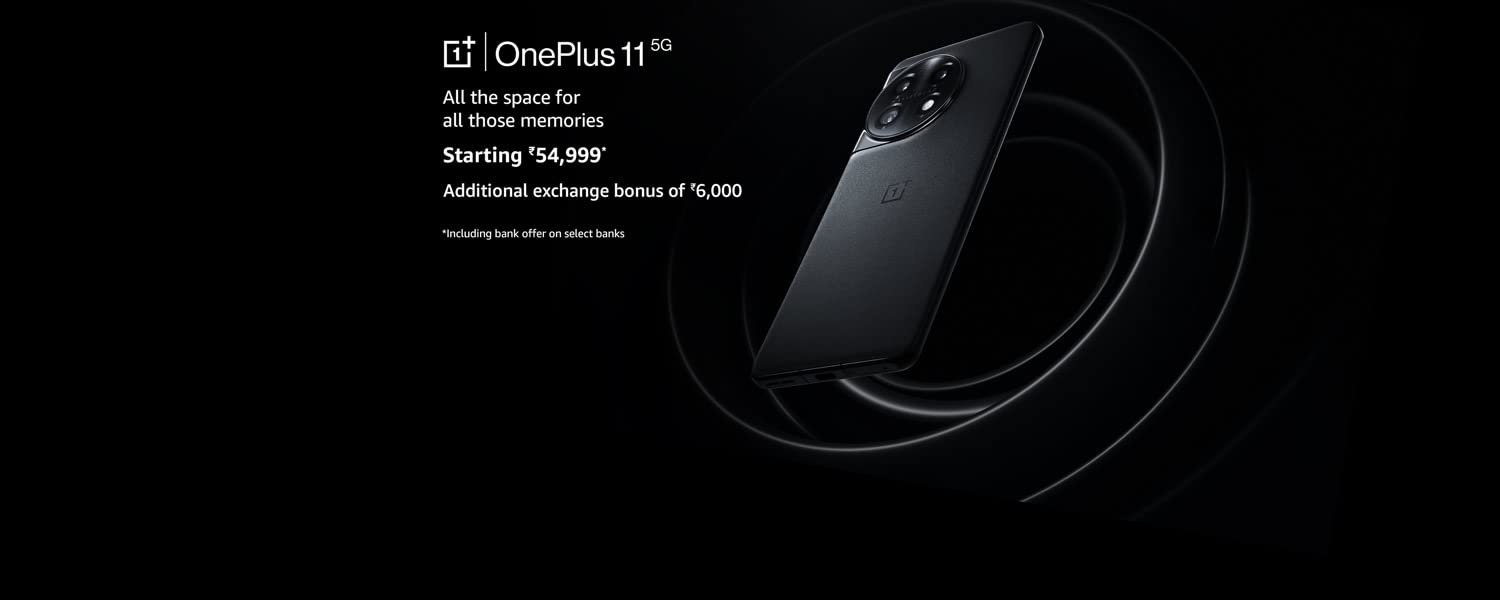 1+ | OnePlus 11 5G
All the space for
all those memories
Starting ₹54,999*
Additional exchange bonus of ₹6,000
*Including bank offer on select banks